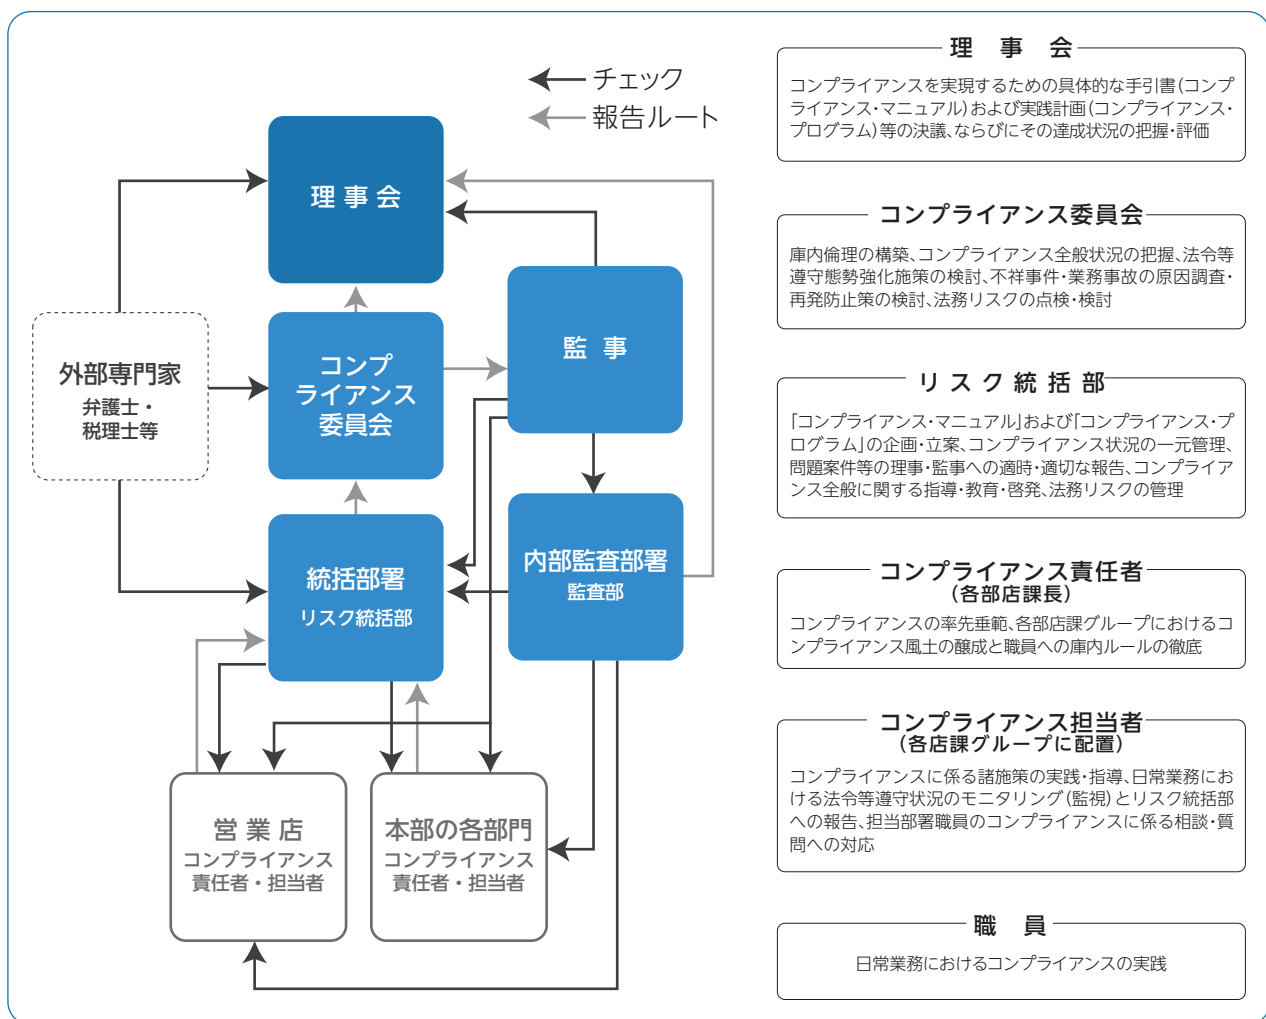 チェック
報告ルート
理事会
監事
外部専門家
弁護士・
税理士等
コンプ
ライアンス
委員会
統括部署
リスク統括部
内部監査部署
監査部
営業店
コンプライアンス
責任者・担当者
本部の各部門
コンプライアンス
責任者・担当者
理事会
コンプライアンスを実現するための具体的な手引書(コンプ
ライアンス・マニュアル)および実践計画(コンプライアンス・
プログラム)等の決議、ならびにその達成状況の把握・評価
コンプライアンス委員会
庫内倫理の構築、コンプライアンス全般状況の把握、法令等
遵守態勢強化施策の検討、不祥事件・業務事故の原因調査・
再発防止策の検討、法務リスクの点検・検討
リスク統括部
「コンプライアンス・マニュアル」および「コンプライアンス・プ
ログラム」の企画・立案、コンプライアンス状況の一元管理、
問題案件等の理事・監事への適時・適切な報告、コンプライア
ンス全般に関する指導・教育・啓発、法務リスクの管理
コンプライアンス責任者
(各部店課長)
コンプライアンスの率先垂範、各部店課グループにおけるコ
ンプライアンス風土の醸成と職員への庫内ルールの徹底
コンプライアンス担当者
(各店課グループに配置)
コンプライアンスに係る諸施策の実践・指導、日常業務にお
ける法令等遵守状況のモニタリング(監視)とリスク統括部
への報告、担当部署職員のコンプライアンスに係る相談・質
問への対応
職員
日常業務におけるコンプライアンスの実践